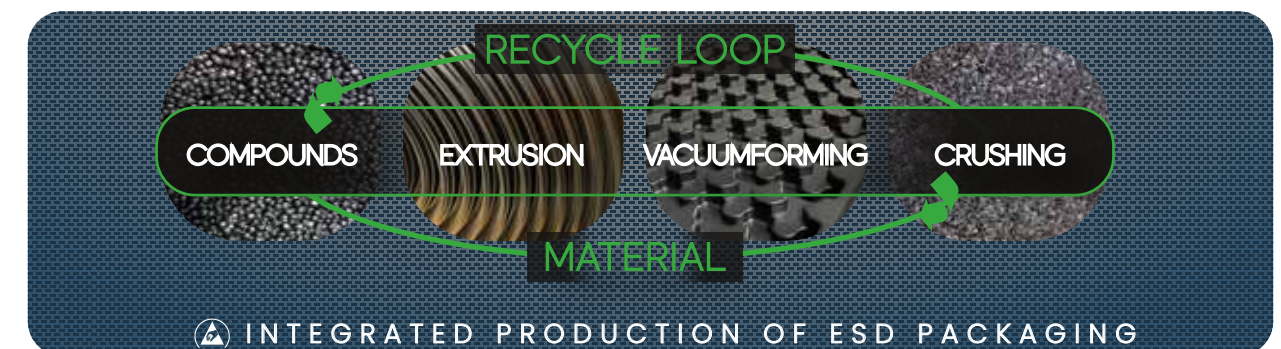 RECYCLE LOOP
COMPOUNDS EXTRUSION VACUUMFORMING CRUSHING
MATERIAL
INTEGRATED PRODUCTION OF ESD PACKAGING